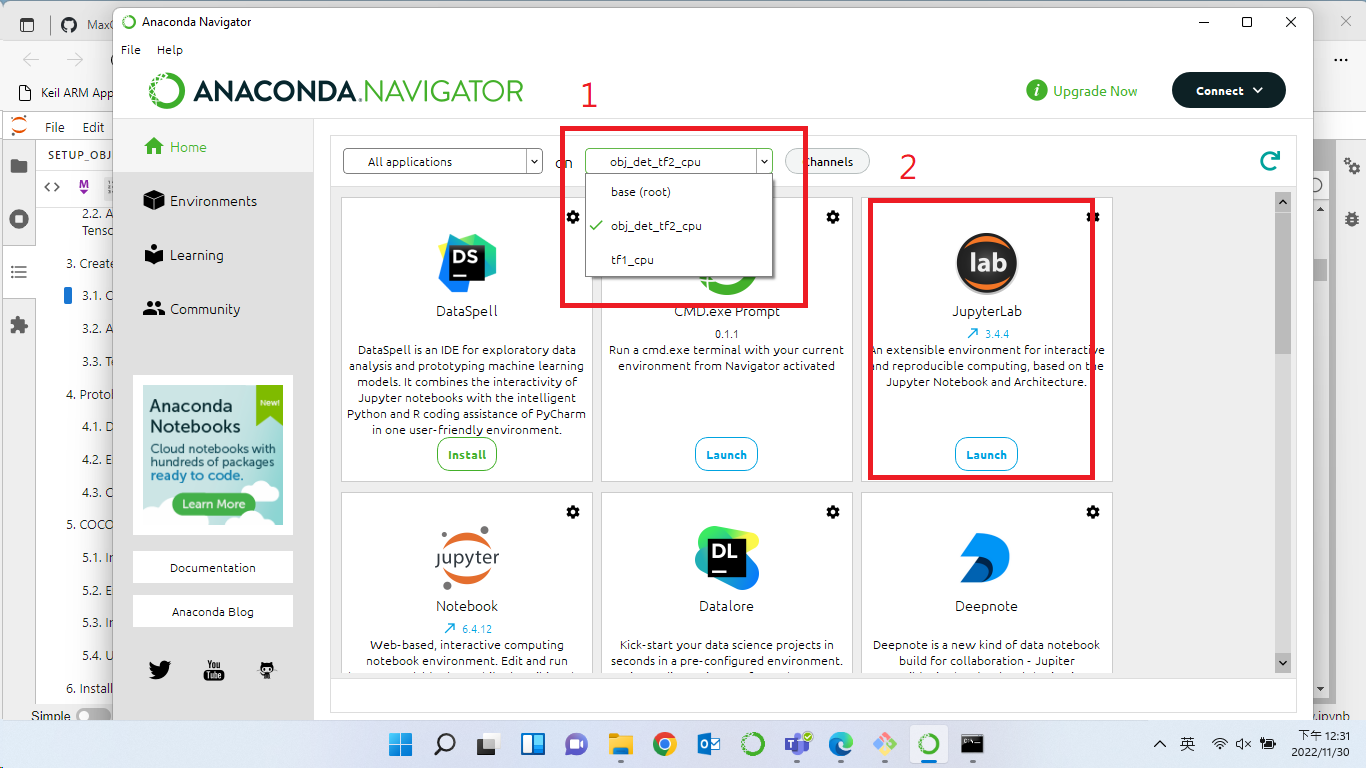 Anaconda Navigator
File Help
ANACONDA.NAVIGATOR
1
Upgrade Now
Connect
Keil ARM App
File Edit
SETUP_OBJ
M
2.2. A
Tenso
3. Create
3.1. C
3.2. A
3.3. Te
4. Protol
4.1. D
4.2. E
4.3. C
5. COCO
5.1. In
5.2. E
5.3. In
5.4. U
6. Install
Simple
Home
Environments
Learning
Community
Anaconda
Notebooks
New!
Cloud notebooks with
hundreds of packages
ready to code.
Learn More
Documentation
Anaconda Blog
You
Tube
All applications
on
obj_det_tf2_cpu
Channels
2
base (root)
obj_det_tf2_cpu
tf1_cpu
DS
DataSpell
DataSpell is an IDE for exploratory data
analysis and prototyping machine learning
models. It combines the interactivity of
Jupyter notebooks with the intelligent
Python and R coding assistance of PyCharm
in one user-friendly environment.
Install
CMD.exe Prompt
0.1.1
Run a cmd.exe terminal with your current
environment from Navigator activated
Launch
lab
JupyterLab
3.4.4
An extensible environment for interactive
and reproducible computing, based on the
Jupyter Notebook and Architecture.
Launch
jupyter
Notebook
6.4.12
Web-based, interactive computing
notebook environment. Edit and run
DL
Datalore
Kick-start your data science projects in
seconds in a pre-configured environment.
Deepnote
Deepnote is a new kind of data notebook
build for collaboration - Jupiter
.ipynb
英
下午 12:31
2022/11/30